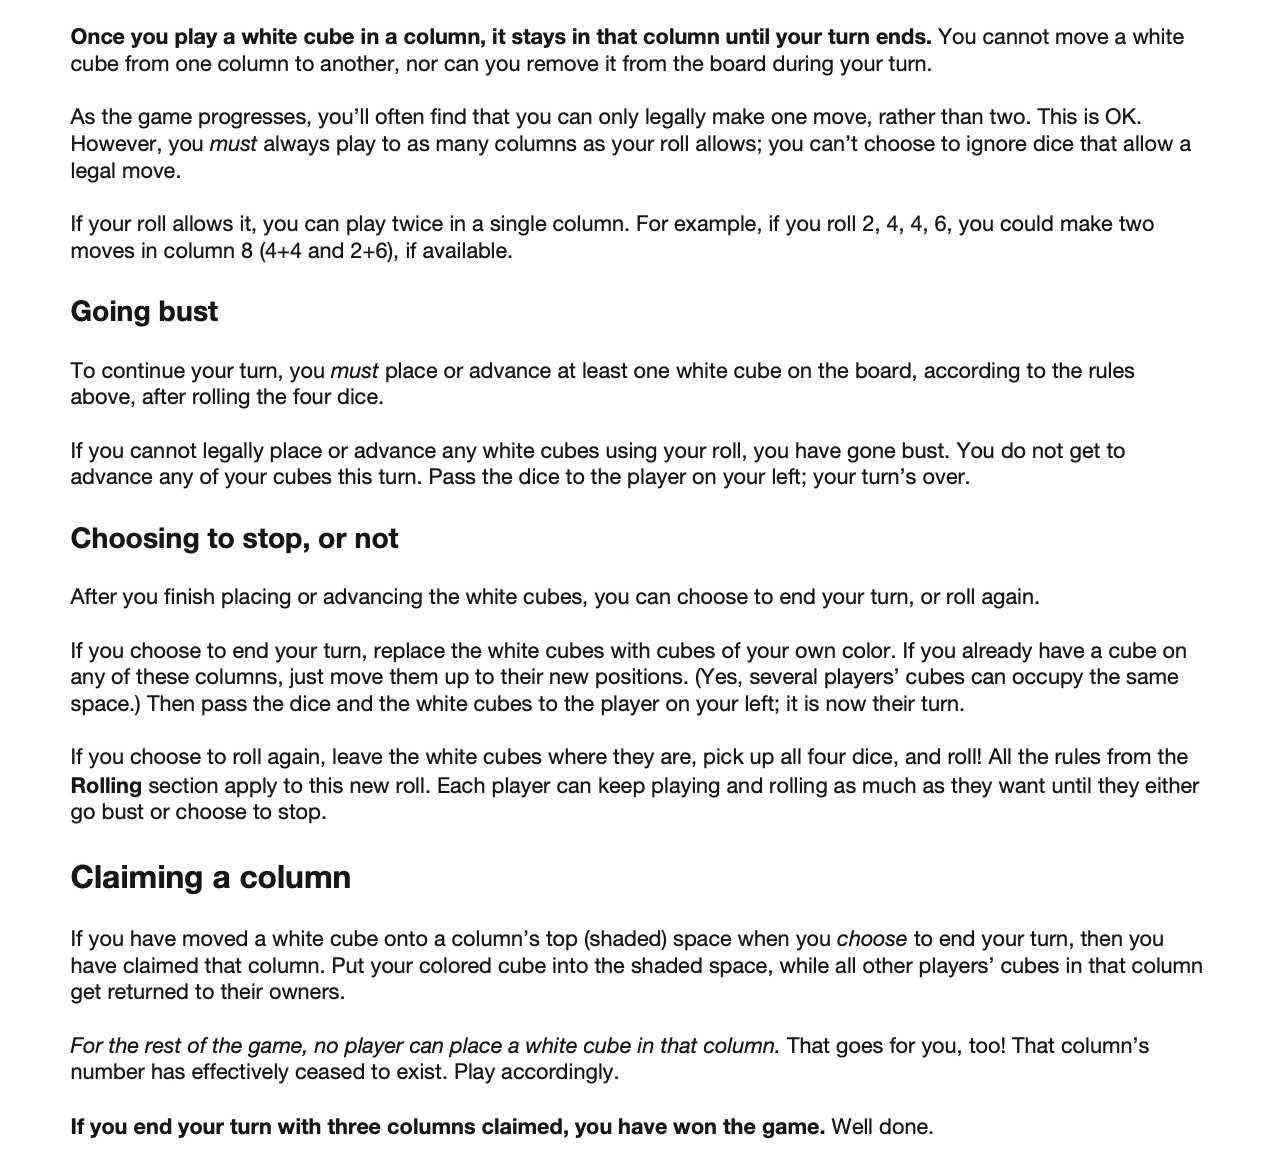 Once you play a white cube in a column, it stays in that column until your turn ends. You cannot move a white
cube from one column to another, nor can you remove it from the board during your turn.
As the game progresses, you’ll often find that you can only legally make one move, rather than two. This is OK.
However, you must always play to as many columns as your roll allows; you can’t choose to ignore dice that allow a
legal move.
If your roll allows it, you can play twice in a single column. For example, if you roll 2, 4, 4, 6, you could make two
moves in column 8 (4+4 and 2+6), if available.
Going bust
To continue your turn, you must place or advance at least one white cube on the board, according to the rules
above, after rolling the four dice.
If you cannot legally place or advance any white cubes using your roll, you have gone bust. You do not get to
advance any of your cubes this turn. Pass the dice to the player on your left; your turn’s over.
Choosing to stop, or not
After you finish placing or advancing the white cubes, you can choose to end your turn, or roll again.
If you choose to end your turn, replace the white cubes with cubes of your own color. If you already have a cube on
any of these columns, just move them up to their new positions. (Yes, several players’ cubes can occupy the same
space.) Then pass the dice and the white cubes to the player on your left; it is now their turn.
If you choose to roll again, leave the white cubes where they are, pick up all four dice, and roll! All the rules from the
Rolling section apply to this new roll. Each player can keep playing and rolling as much as they want until they either
go bust or choose to stop.
Claiming a column
If you have moved a white cube onto a column’s top (shaded) space when you choose to end your turn, then you
have claimed that column. Put your colored cube into the shaded space, while all other players’ cubes in that column
get returned to their owners.
For the rest of the game, no player can place a white cube in that column. That goes for you, too! That column’s
number has effectively ceased to exist. Play accordingly.
If you end your turn with three columns claimed, you have won the game. Well done.